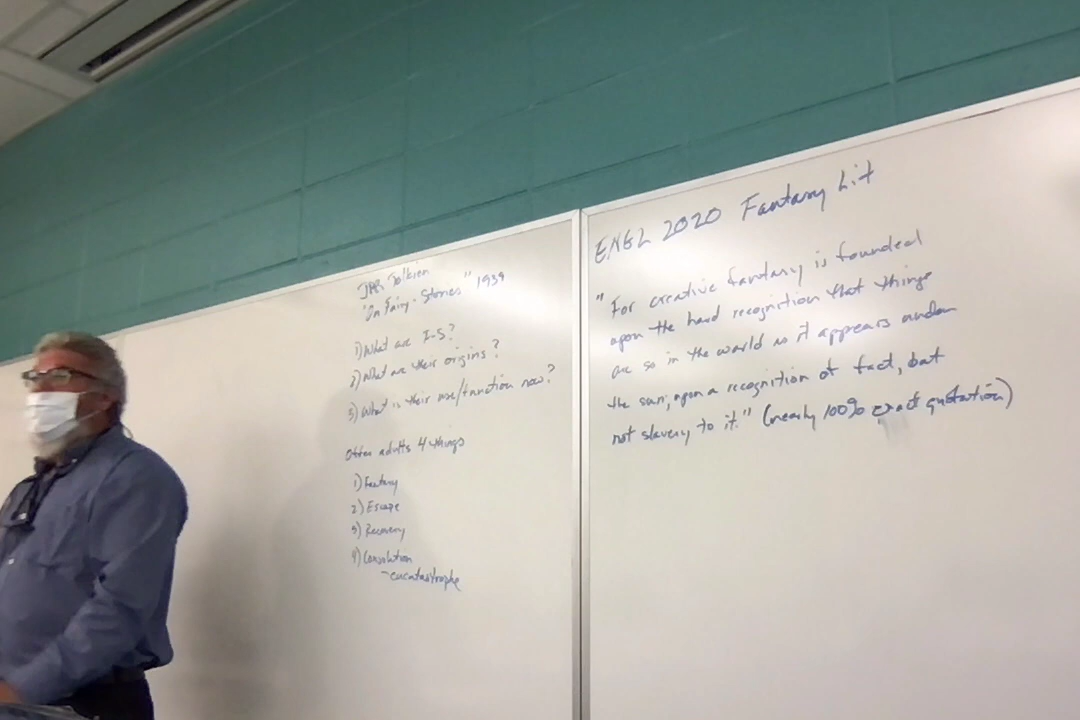 JRR Tolkien
"On Fairy-Stories" 1939
1) What are F-S?
2) What are their origins?
3) What is their use/function now?
Offer adults 4 things
1) Fantasy
2) Escape
3) Recovery
4) Consolation
- eucatastrophe
ENGL 2020 Fantasy Lit
"For creative fantasy is founded
upon the hard recognition that things
are so in the world as it appears under
the sun; upon a recognition of fact, but
not slavery to it." (nearly 100% exact quotation)